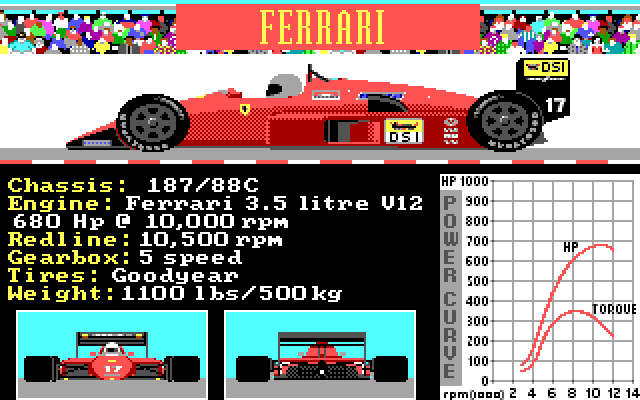 FERRARI
DSI
17
DSI
Chassis: 187/88C
Engine: Ferrari 3.5 litre V12
680 Hp @ 10,000 rpm
Redline: 10,500 rpm
Gearbox: 5 speed
Tires: Goodyear
Weight: 1100 lbs/500 kg
17
POWER CURVE
HP 1000
900
800
700
600
500
400
300
200
100
0
HP
TORQUE
rpm(1000) 2 4 6 8 10 12 14